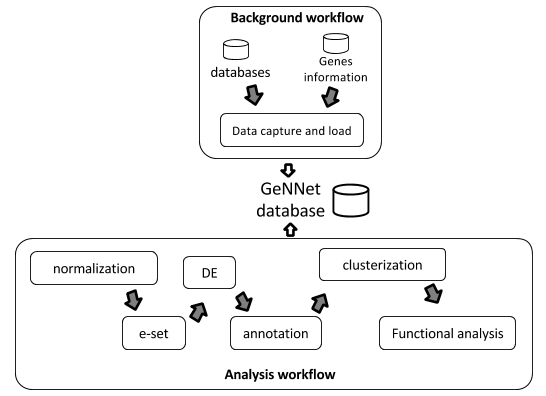 Background workflow
databases
Genes
information
Data capture and load
GeNNet
database
normalization
DE
clusterization
e-set
annotation
Functional analysis
Analysis workflow